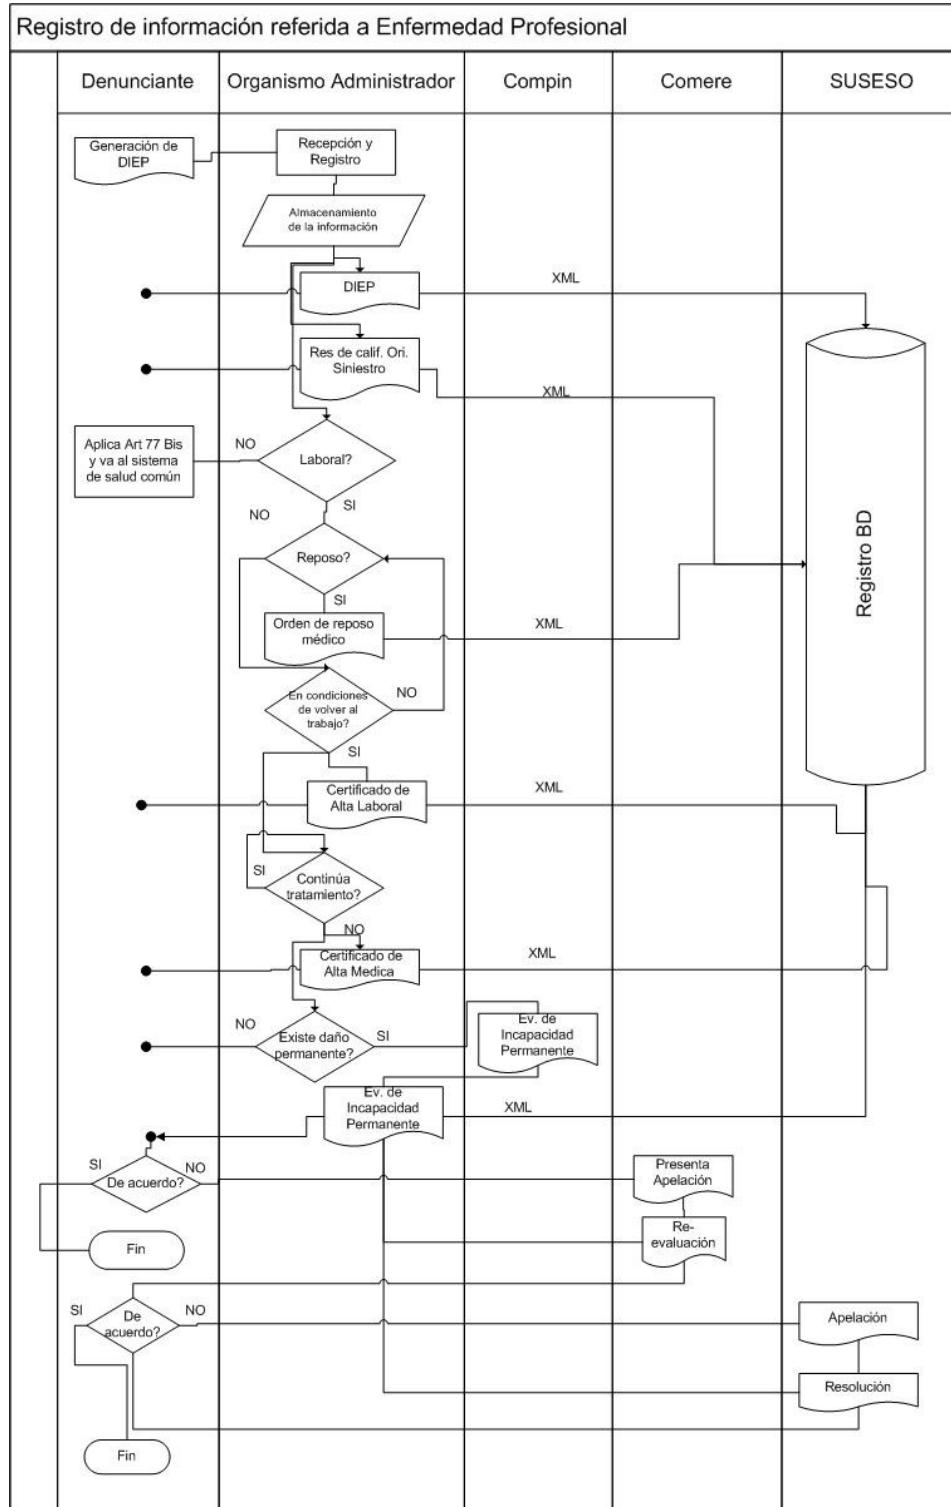 Registro de información referida a Enfermedad Profesional
Denunciante
Organismo Administrador
Compin
Comere
SUSESO
Generación de
DIEP
Recepción y
Registro
Almacenamiento
de la información
DIEP
XML
Res de calif. Ori.
Siniestro
XML
Aplica Art 77 Bis
y va al sistema
de salud común
NO
Laboral?
SI
NO
Reposo?
SI
Registro BD
Orden de reposo
médico
XML
En condiciones
de volver al
trabajo?
NO
SI
Certificado de
Alta Laboral
XML
SI
Continúa
tratamiento?
NO
Certificado de
Alta Medica
XML
NO
Existe daño
permanente?
SI
Ev. de
Incapacidad
Permanente
Ev. de
Incapacidad
Permanente
XML
SI
De acuerdo?
NO
Presenta
Apelación
Re-
evaluación
Fin
SI
De
acuerdo?
NO
Apelación
Resolución
Fin